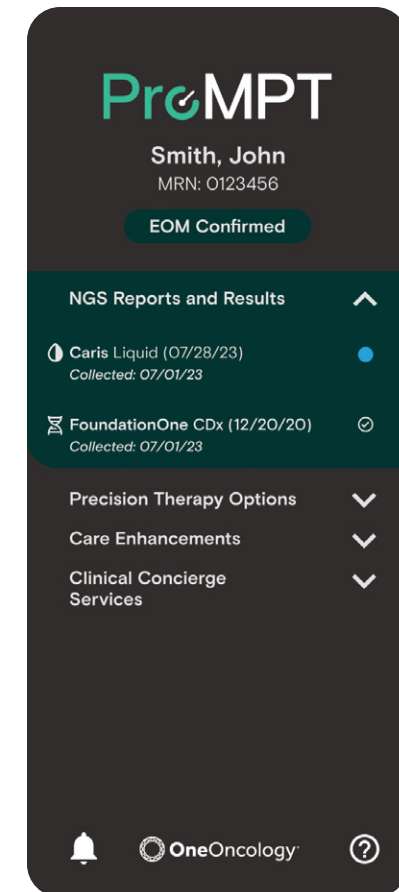 ProMPT
Smith, John
MRN: 0123456
EOM Confirmed
NGS Reports and Results
Caris Liquid (07/28/23)
Collected: 07/01/23
FoundationOne CDx (12/20/20)
Collected: 07/01/23
Precision Therapy Options
Care Enhancements
Clinical Concierge
Services
OneOncology
?